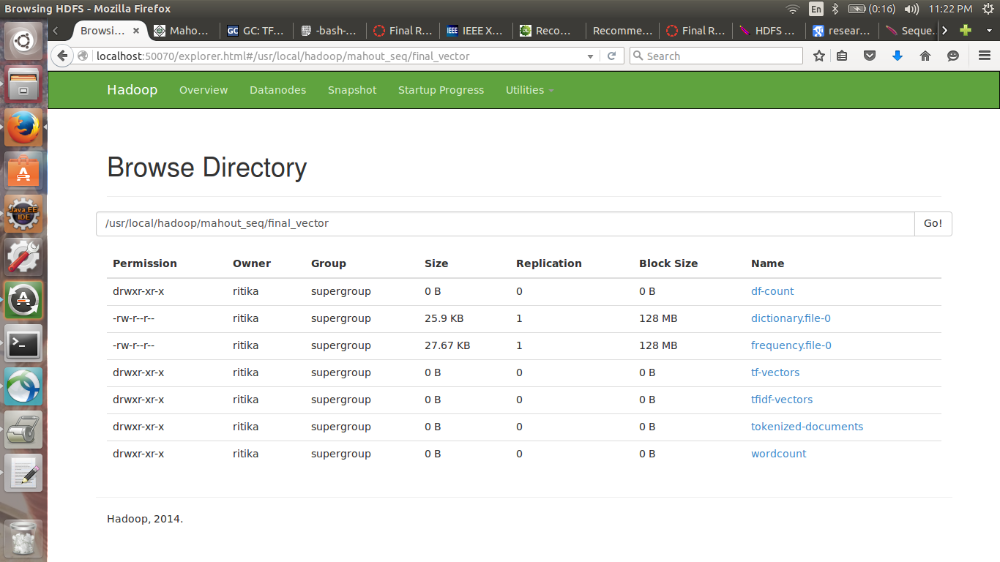 Browsing HDFS - Mozilla Firefox
En
(0:16)
11:22 PM
Browsi...
Maho...
GC GC: TF...
-bash-...
Final R...
IEEE IEEE X...
Reco...
Recomme...
Final R...
HDFS ...
resear...
Seque.
localhost:50070/explorer.html#/usr/local/hadoop/mahout_seq/final_vector
Search
Hadoop Overview Datanodes Snapshot Startup Progress Utilities
Java EE
IDE
Browse Directory
/usr/local/hadoop/mahout_seq/final_vector Go!
Permission Owner Group Size Replication Block Size Name
drwxr-xr-x ritika supergroup 0 B 0 0 B df-count
-rw-r--r-- ritika supergroup 25.9 KB 1 128 MB dictionary.file-0
-rw-r--r-- ritika supergroup 27.67 KB 1 128 MB frequency.file-0
drwxr-xr-x ritika supergroup 0 B 0 0 B tf-vectors
drwxr-xr-x ritika supergroup 0 B 0 0 B tfidf-vectors
drwxr-xr-x ritika supergroup 0 B 0 0 B tokenized-documents
drwxr-xr-x ritika supergroup 0 B 0 0 B wordcount
Hadoop, 2014.